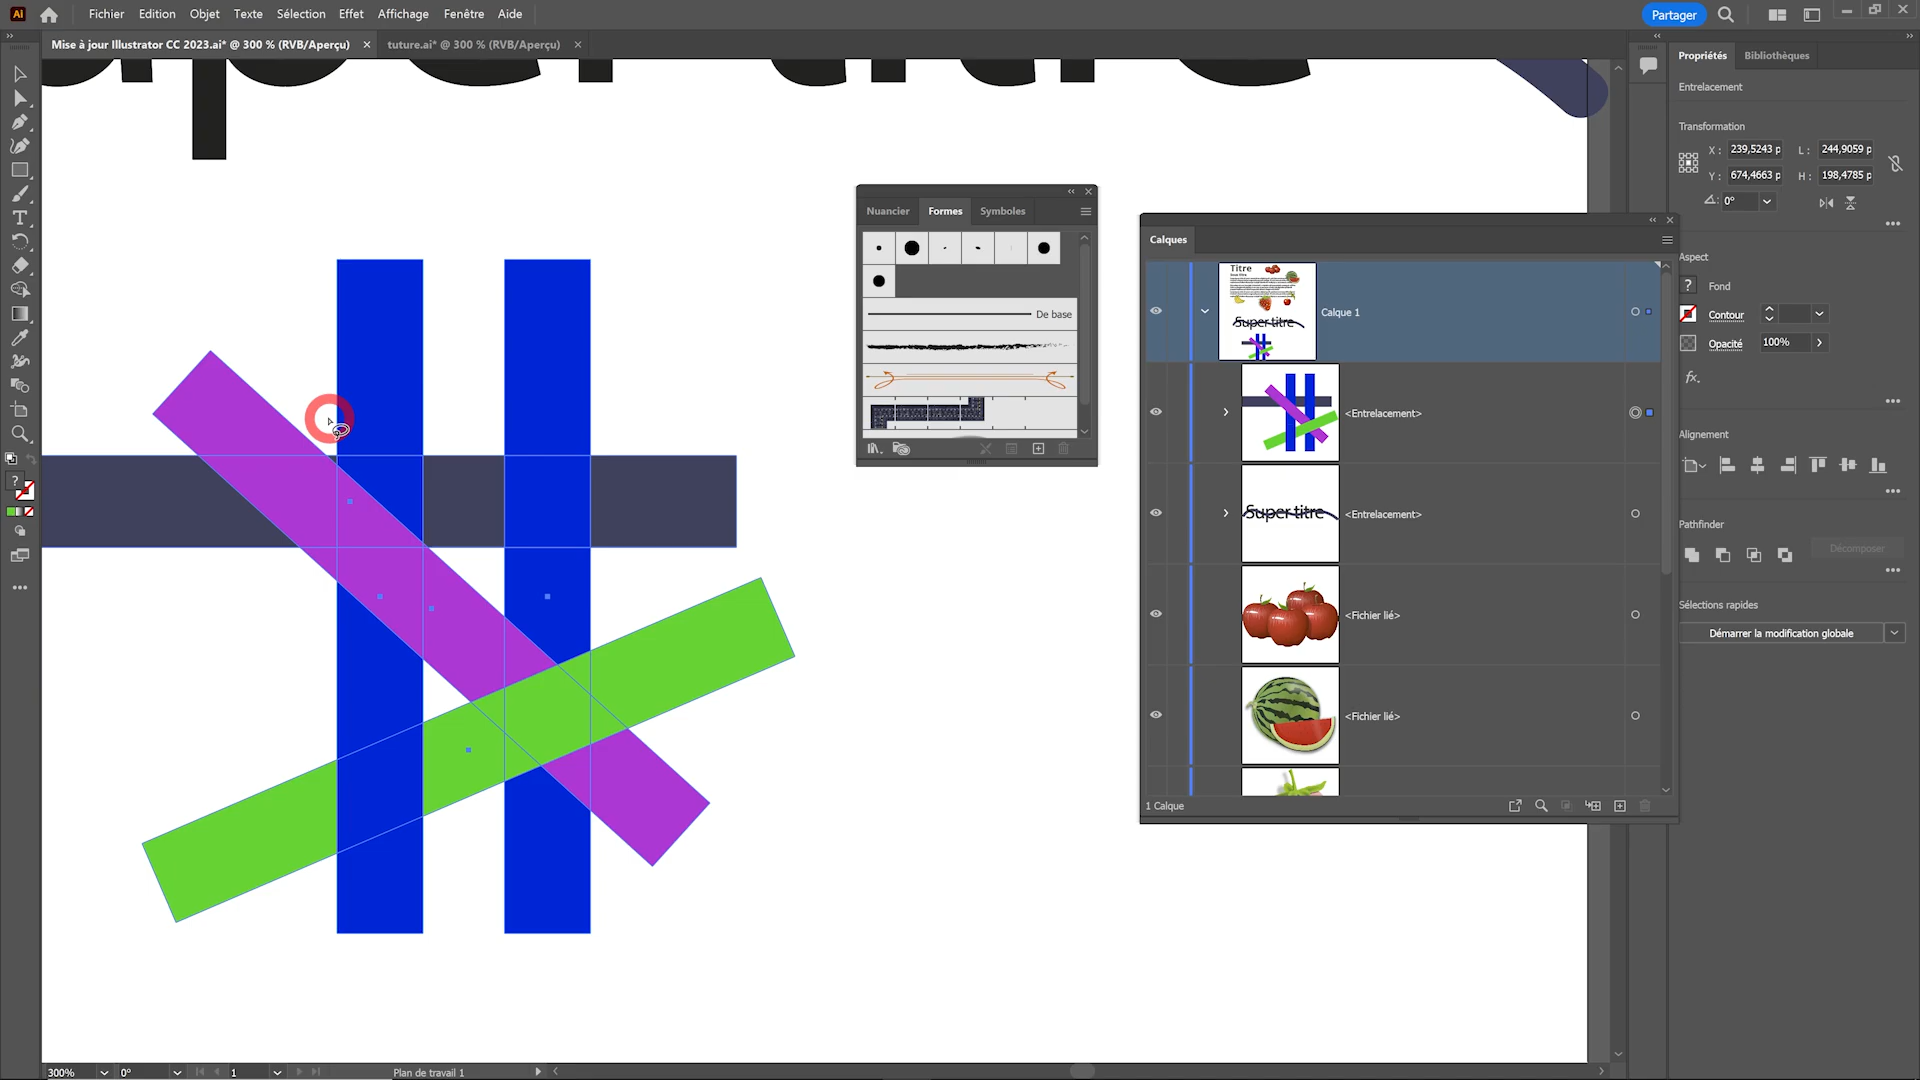 Ai
Fichier
Edition
Objet
Texte
Sélection
Effet
Affichage
Fenêtre
Aide
Partager
Mise à jour Illustrator CC 2023.ai* @ 300 % (RVB/Aperçu)
tuture.ai* @ 300 % (RVB/Aperçu)
Propriétés
Bibliothèques
Entrelacement
Transformation
X :
239,5243 p
L :
244,9059 p
Y :
674,4663 p
H :
198,4785 p
0°
Aspect
?
Fond
Contour
Opacité
100%
fx.
Alignement
Pathfinder
Décomposer
Sélections rapides
Démarrer la modification globale
Nuancier
Formes
Symboles
De base
Calques
Titre
Super titre
Calque 1
<Entrelacement>
Super titre
<Entrelacement>
<Fichier lié>
<Fichier lié>
1 Calque
300%
0°
1
Plan de travail 1